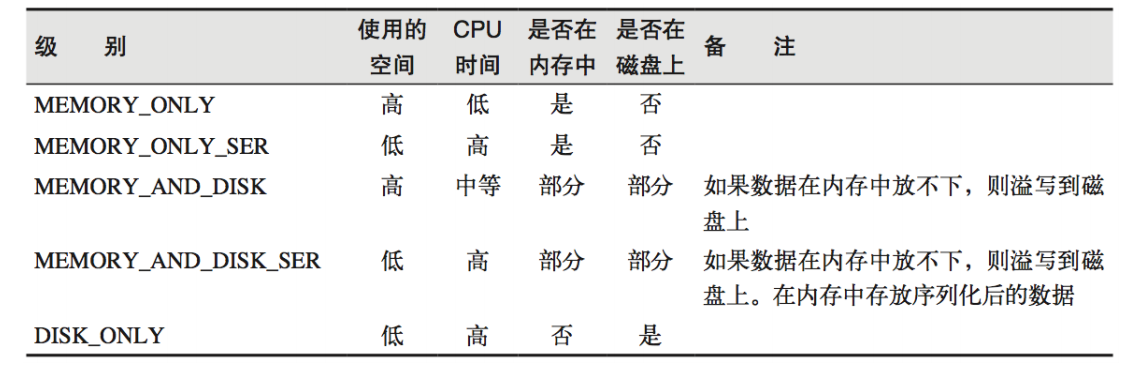 级 别 使用的空间 CPU时间 是否在内存中 是否在磁盘上 备 注
MEMORY_ONLY 高 低 是 否
MEMORY_ONLY_SER 低 高 是 否
MEMORY_AND_DISK 高 中等 部分 部分 如果数据在内存中放不下，则溢写到磁
盘上
MEMORY_AND_DISK_SER 低 高 部分 部分 如果数据在内存中放不下，则溢写到磁
盘上。在内存中存放序列化后的数据
DISK_ONLY 低 高 否 是